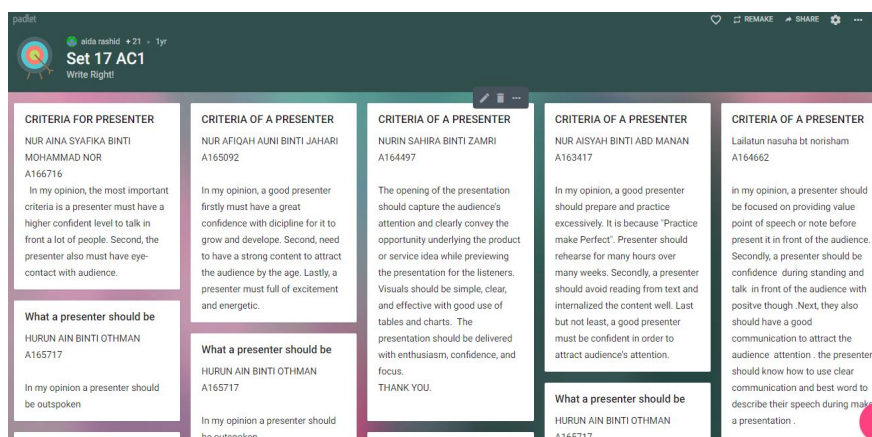 padlet
REMAKE
SHARE
aida rashid + 21 • 1yr
Set 17 AC1
Write Right!
CRITERIA FOR PRESENTER
NUR AINA SYAFIKA BINTI
MOHAMMAD NOR
A166716
In my opinion, the most important
criteria is a presenter must have a
higher confident level to talk in
front a lot of people. Second, the
presenter also must have eye-
contact with audience.
What a presenter should be
HURUN AIN BINTI OTHMAN
A165717
In my opinion a presenter should
be outspoken
CRITERIA OF A PRESENTER
NUR AFIQAH AUNI BINTI JAHARI
A165092
In my opinion, a good presenter
firstly must have a great
confidence with dicipline for it to
grow and develope. Second, need
to have a strong content to attract
the audience by the age. Lastly, a
presenter must full of excitement
and energetic.
What a presenter should be
HURUN AIN BINTI OTHMAN
A165717
In my opinion a presenter should
be outspoken
CRITERIA OF A PRESENTER
NURIN SAHIRA BINTI ZAMRI
A164497
The opening of the presentation
should capture the audience's
attention and clearly convey the
opportunity underlying the product
or service idea while previewing
the presentation for the listeners.
Visuals should be simple, clear,
and effective with good use of
tables and charts. The
presentation should be delivered
with enthusiasm, confidence, and
focus.
THANK YOU.
CRITERIA OF A PRESENTER
NUR AISYAH BINTI ABD MANAN
A163417
In my opinion, a good presenter
should prepare and practice
excessively. It is because "Practice
make Perfect". Presenter should
rehearse for many hours over
many weeks. Secondly, a presenter
should avoid reading from text and
internalized the content well. Last
but not least, a good presenter
must be confident in order to
attract audience's attention.
What a presenter should be
HURUN AIN BINTI OTHMAN
A165717
CRITERIA OF A PRESENTER
Lailatun nasuha bt norisham
A164662
in my opinion, a presenter should
be focused on providing value
point of speech or note before
present it in front of the audience.
Secondly, a presenter should be
confidence during standing and
talk in front of the audience with
positve though .Next, they also
should have a good
communication to attract the
audience attention . the presenter
should know how to use clear
communication and best word to
describe their speech during make
a presentation .